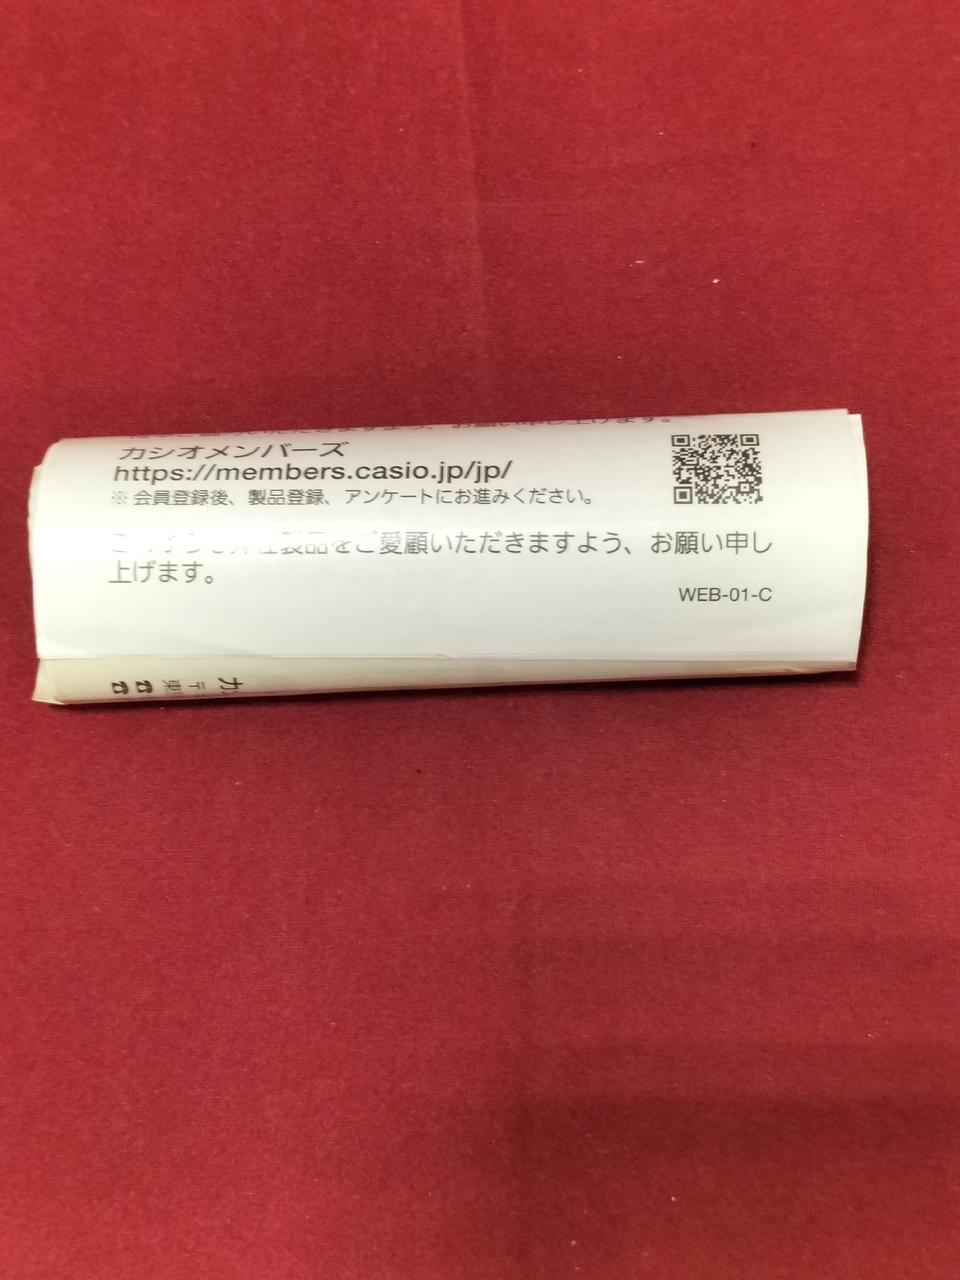 カシオメンバーズ
https://members.casio.jp/jp/
※会員登録後、製品登録、アンケートにお進みください。
製品をご愛顧いただきますよう、お願い申し
上げます。
WEB-01-C